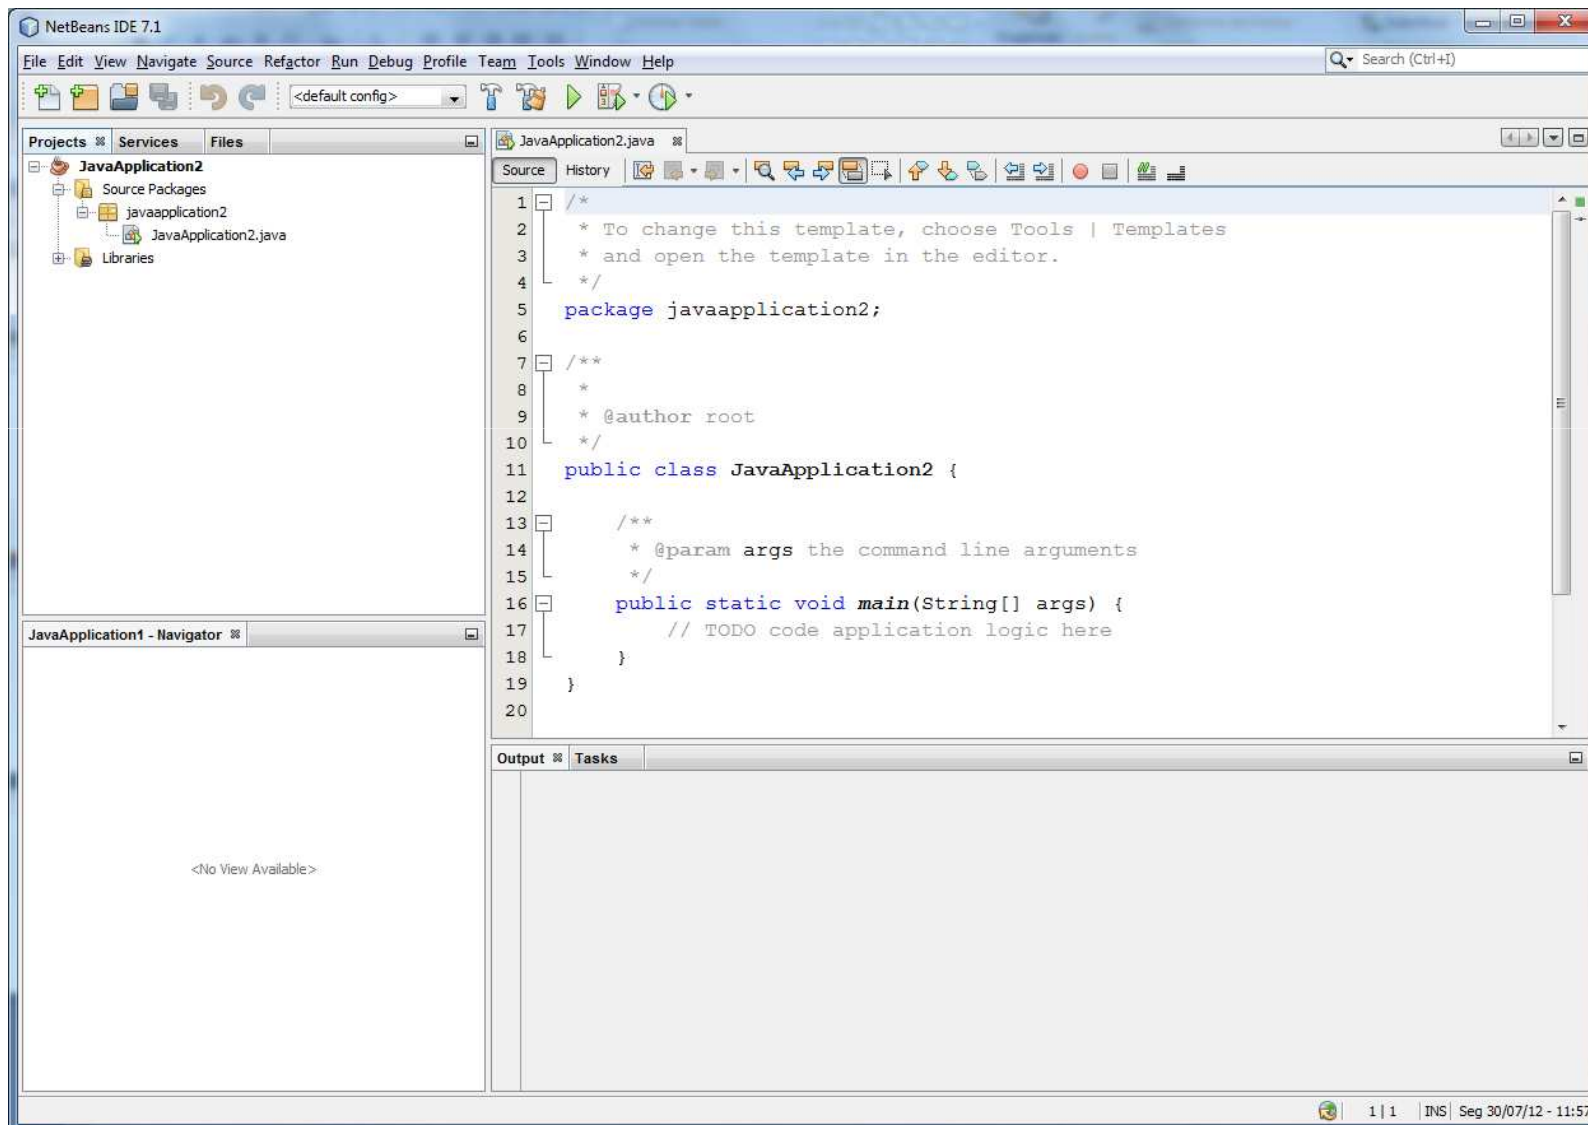 NetBeans IDE 7.1
File Edit View Navigate Source Refactor Run Debug Profile Team Tools Window Help
Search (Ctrl+I)
<default config>
Projects Services Files
JavaApplication2
Source Packages
javaapplication2
JavaApplication2.java
Libraries
JavaApplication1 - Navigator
<No View Available>
JavaApplication2.java
Source History
1 /*
2 * To change this template, choose Tools | Templates
3 * and open the template in the editor.
4 */
5 package javaapplication2;
6
7 /**
8 *
9 * @author root
10 */
11 public class JavaApplication2 {
12
13 /**
14 * @param args the command line arguments
15 */
16 public static void main(String[] args) {
17 // TODO code application logic here
18 }
19 }
20
Output Tasks
1 | 1 INS Seg 30/07/12 - 11:57